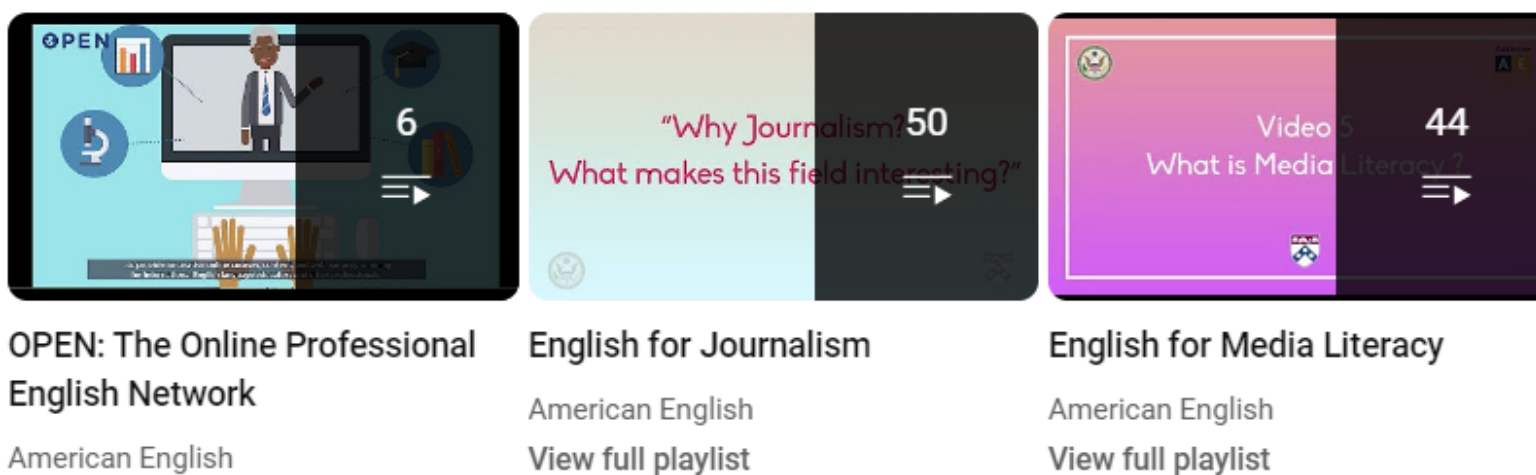 OPEN
6
"Why Journalism?
50
What makes this field interesting?"
Video 5
44
What is Media Literacy ?
AE
OPEN: The Online Professional
English Network
American English
English for Journalism
American English
View full playlist
English for Media Literacy
American English
View full playlist